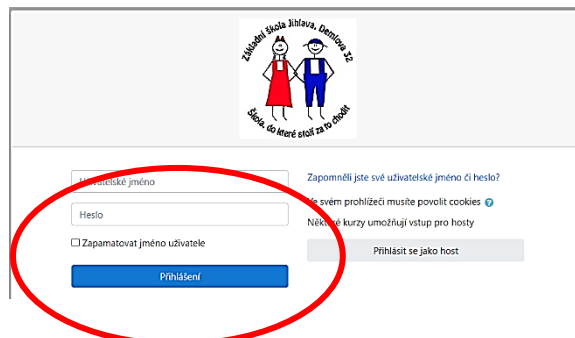 Základní škola Jihlava, Demlova 32
Škola, do které stojí za to chodit
Uživatelské jméno
Heslo
Zapamatovat jméno uživatele
Přihlášení
Zapomněli jste své uživatelské jméno či heslo?
Ve svém prohlížeči musíte povolit cookies
Některé kurzy umožňují vstup pro hosty
Přihlásit se jako host